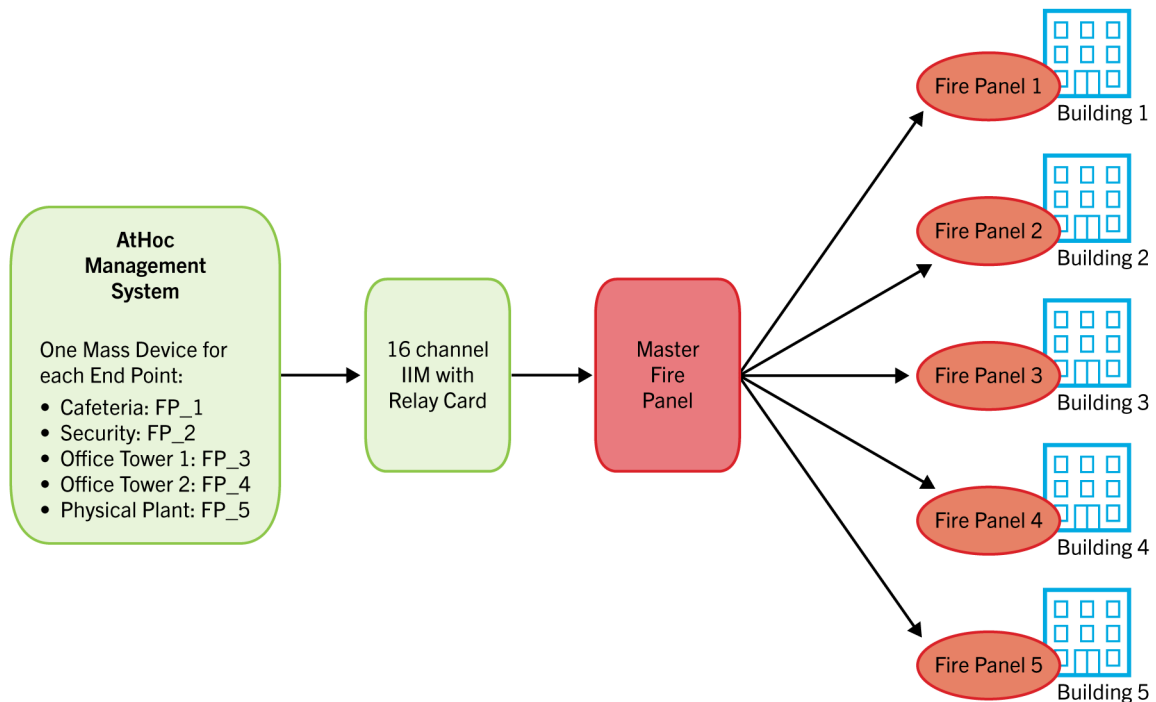 AtHoc
Management
System
One Mass Device for
each End Point:
• Cafeteria: FP_1
• Security: FP_2
• Office Tower 1: FP_3
• Office Tower 2: FP_4
• Physical Plant: FP_5
16 channel
IIM with
Relay Card
Master
Fire
Panel
Fire Panel 1
Building 1
Fire Panel 2
Building 2
Fire Panel 3
Building 3
Fire Panel 4
Building 4
Fire Panel 5
Building 5